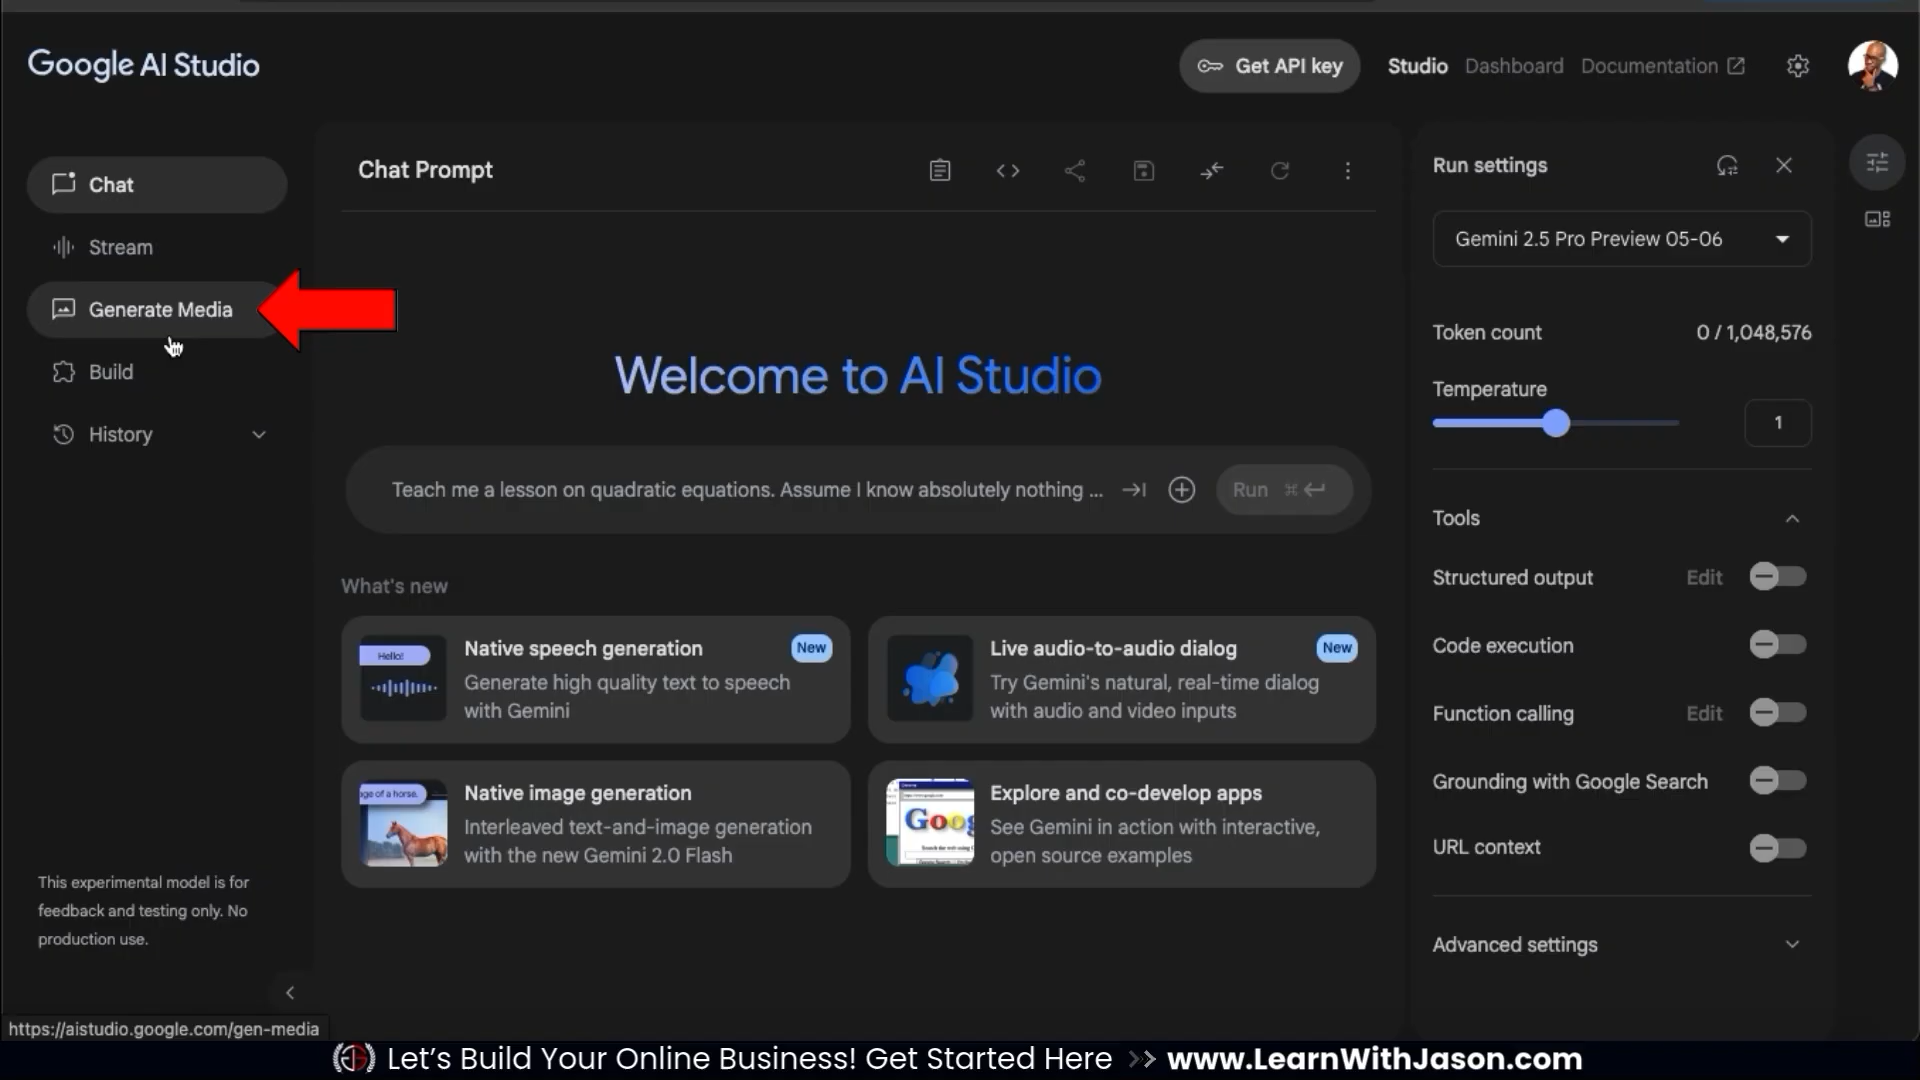 Google AI Studio
Get API key
Studio
Dashboard
Documentation
Chat
Stream
Generate Media
Build
History
This experimental model is for
feedback and testing only. No
production use.
https://aistudio.google.com/gen-media
Chat Prompt
Welcome to AI Studio
Teach me a lesson on quadratic equations. Assume I know absolutely nothing ...
Run ⌘
What's new
Hello!
Native speech generation
New
Generate high quality text to speech
with Gemini
Live audio-to-audio dialog
New
Try Gemini's natural, real-time dialog
with audio and video inputs
age of a horse.
Native image generation
Interleaved text-and-image generation
with the new Gemini 2.0 Flash
Goog
Explore and co-develop apps
See Gemini in action with interactive,
open source examples
Run settings
Gemini 2.5 Pro Preview 05-06
Token count
0 / 1,048,576
Temperature
1
Tools
Structured output
Edit
Code execution
Function calling
Edit
Grounding with Google Search
URL context
Advanced settings
Let's Build Your Online Business! Get Started Here >> www.LearnWithJason.com